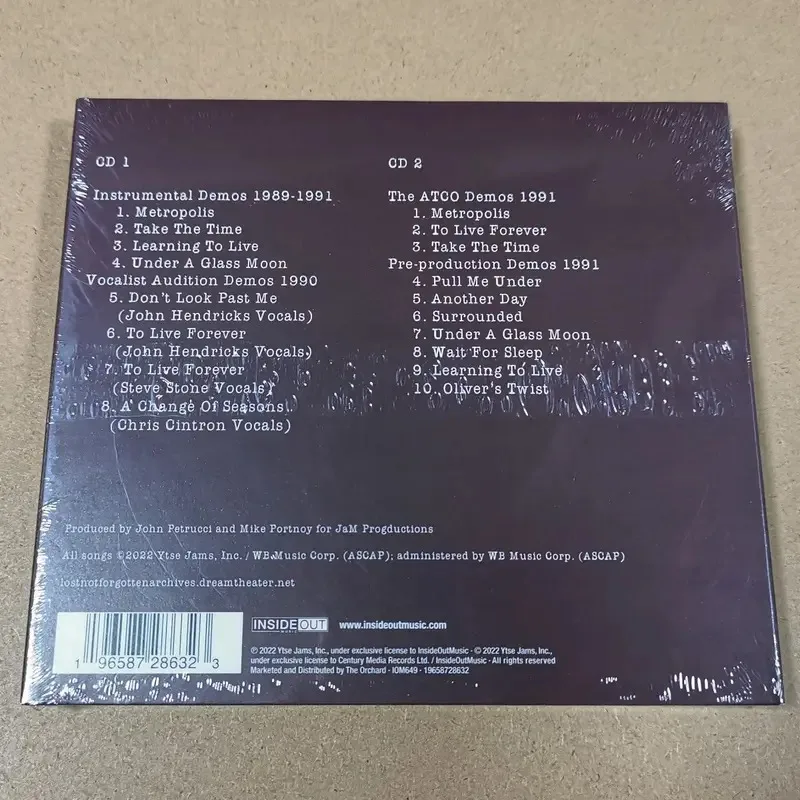 CD 1
Instrumental Demos 1989-1991
1. Metropolis
2. Take The Time
3. Learning To Live
4. Under A Glass Moon
Vocalist Audition Demos 1990
5. Don't Look Past Me
(John Hendricks Vocals)
6. To Live Forever
(John Hendricks Vocals)
7. To Live Forever
(Steve Stone Vocals)
8. A Change Of Seasons
(Chris Cintron Vocals)
CD 2
The ATCO Demos 1991
1. Metropolis
2. To Live Forever
3. Take The Time
Pre-production Demos 1991
4. Pull Me Under
5. Another Day
6. Surrounded
7. Under A Glass Moon
8. Wait For Sleep
9. Learning To Live
10. Oliver's Twist
Produced by John Petrucci and Mike Portnoy for JaM Progductions
All songs ©2022 Ytse Jams, Inc. / WB Music Corp. (ASCAP); administered by WB Music Corp. (ASCAP)
lostnotforgottenarchives.dreamtheater.net
1 96587 28632 3
INSIDEOUT
MUSIC
www.insideoutmusic.com
℗ 2022 Ytse Jams, Inc., under exclusive license to InsideOutMusic · © 2022 Ytse Jams, Inc.,
under exclusive license to Century Media Records Ltd. / InsideOutMusic · All rights reserved
Marketed and Distributed by The Orchard · IOM649 · 19658728632